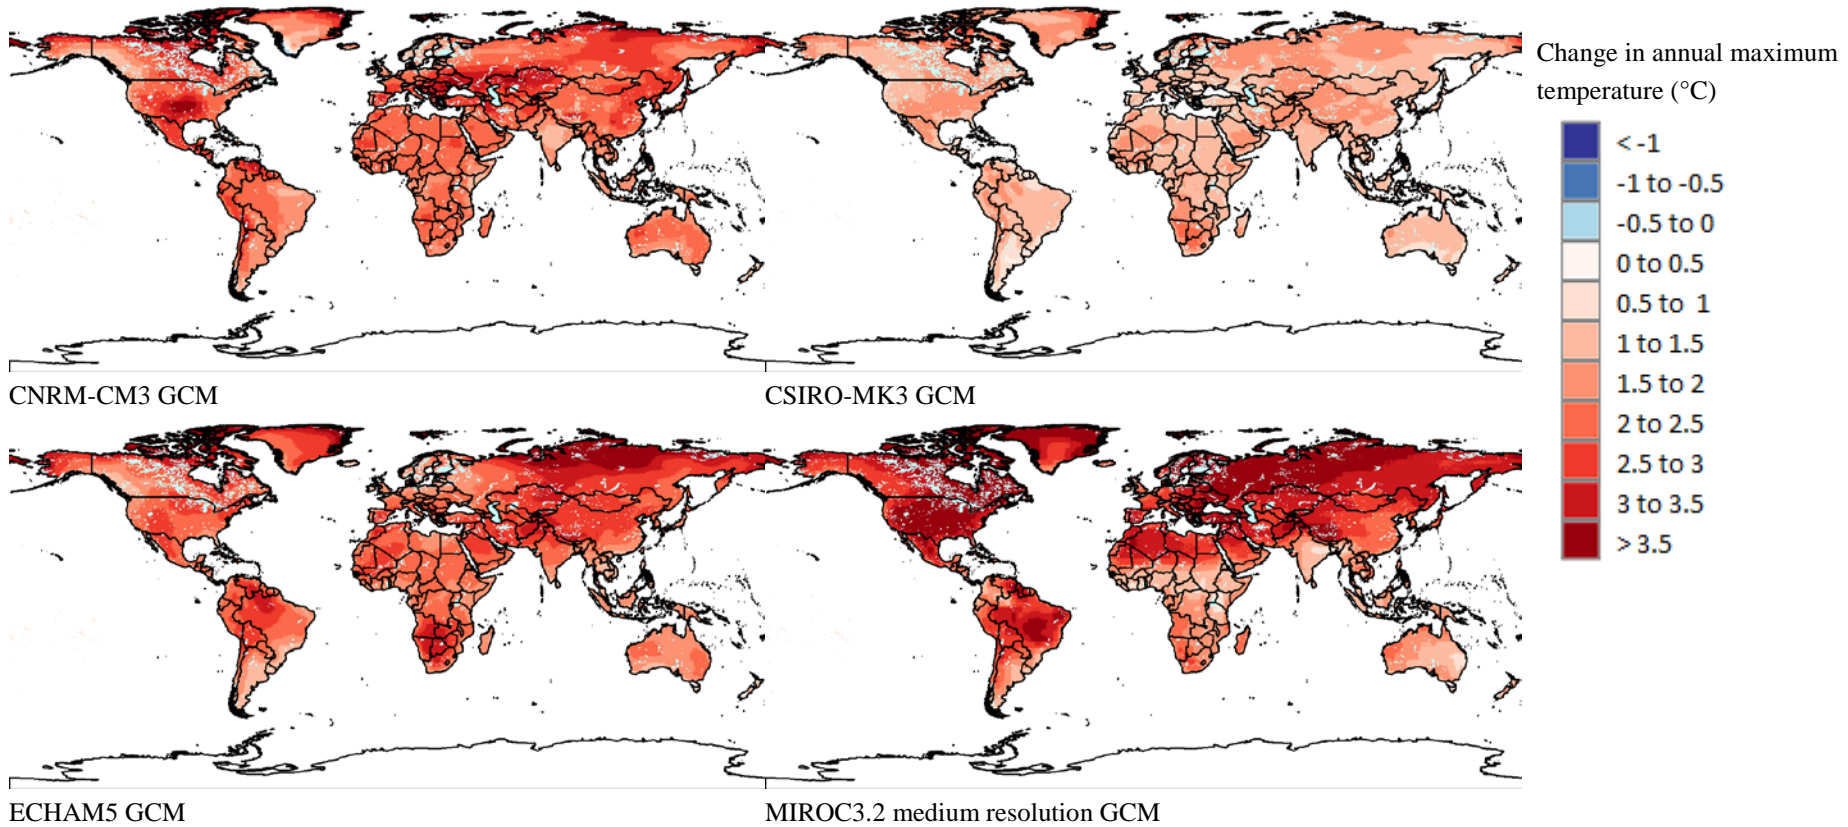 Change in annual maximum
temperature (°C)
< -1
-1 to -0.5
-0.5 to 0
0 to 0.5
0.5 to 1
1 to 1.5
1.5 to 2
2 to 2.5
2.5 to 3
3 to 3.5
> 3.5
CNRM-CM3 GCM
CSIRO-MK3 GCM
ECHAM5 GCM
MIROC3.2 medium resolution GCM